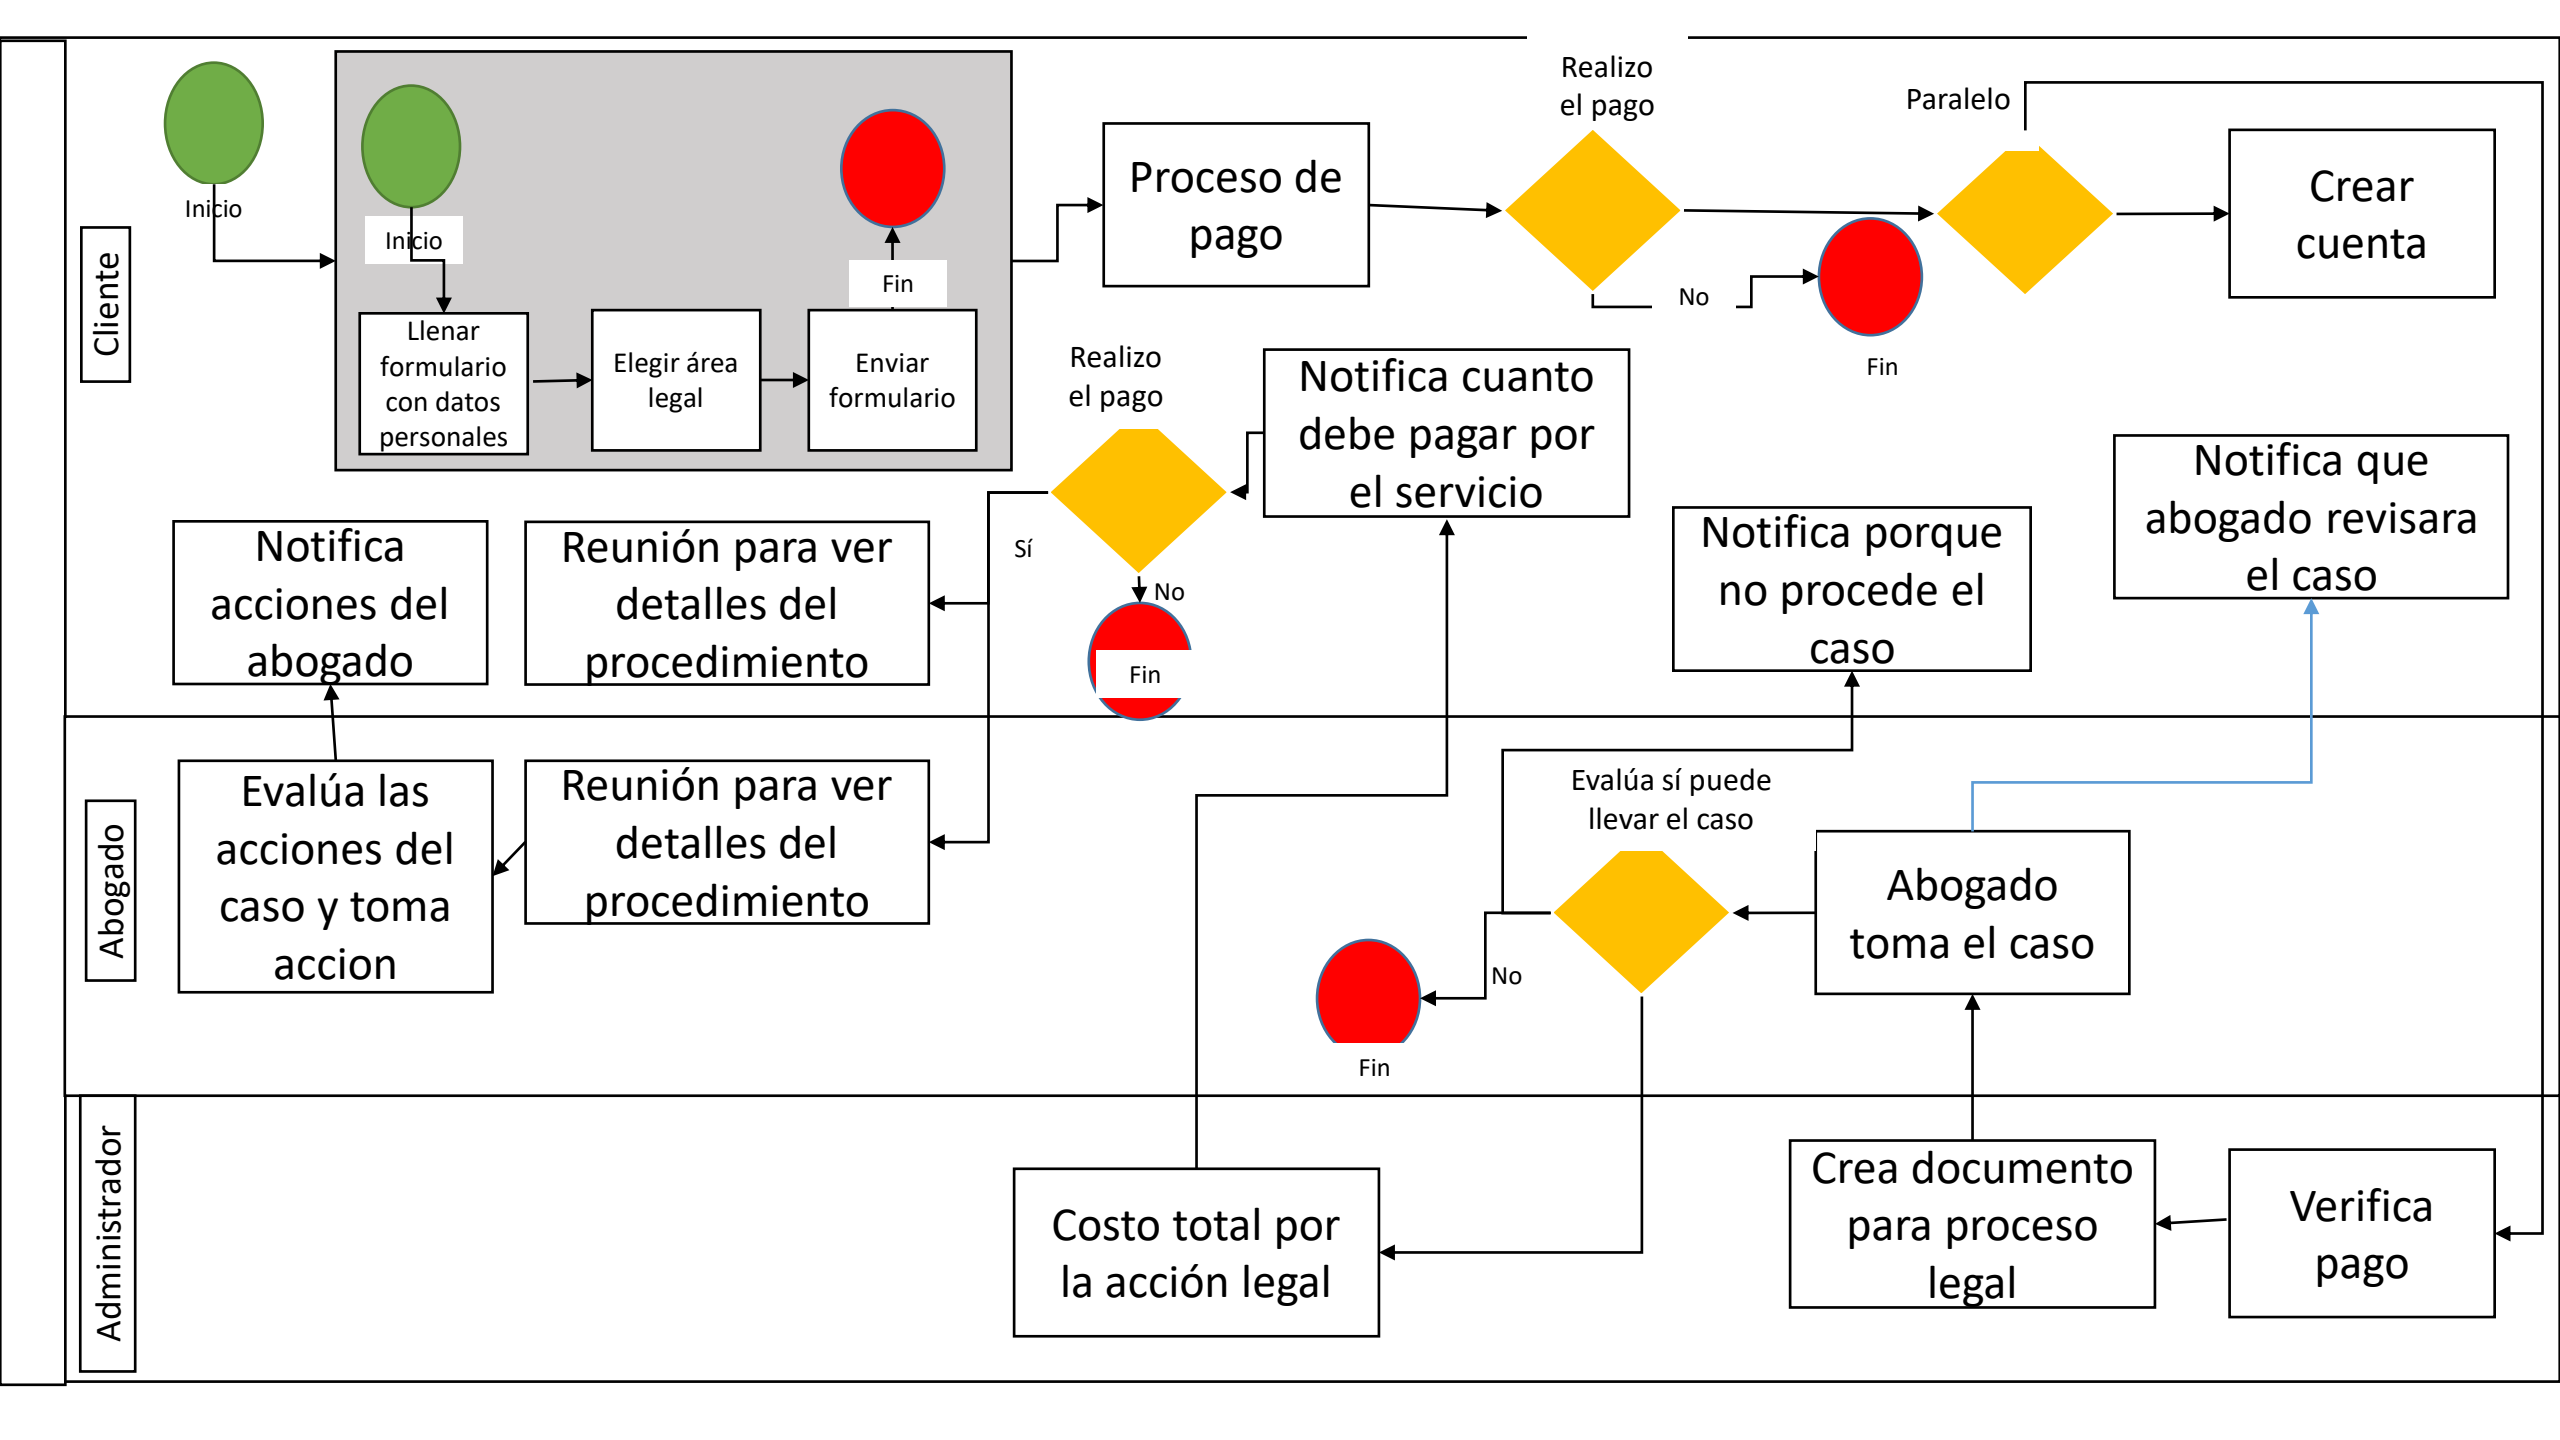 Cliente
Inicio
Inicio
Fin
Llenar
formulario
con datos
personales
Elegir área
legal
Enviar
formulario
Proceso de
pago
Realizo
el pago
No
Fin
Paralelo
Crear
cuenta
Realizo
el pago
Sí
No
Fin
Notifica cuanto
debe pagar por
el servicio
Notifica porque
no procede el
caso
Notifica que
abogado revisara
el caso
Notifica
acciones del
abogado
Reunión para ver
detalles del
procedimiento
Abogado
Evalúa las
acciones del
caso y toma
accion
Reunión para ver
detalles del
procedimiento
Evalúa sí puede
llevar el caso
No
Fin
Abogado
toma el caso
Administrador
Costo total por
la acción legal
Crea documento
para proceso
legal
Verifica
pago